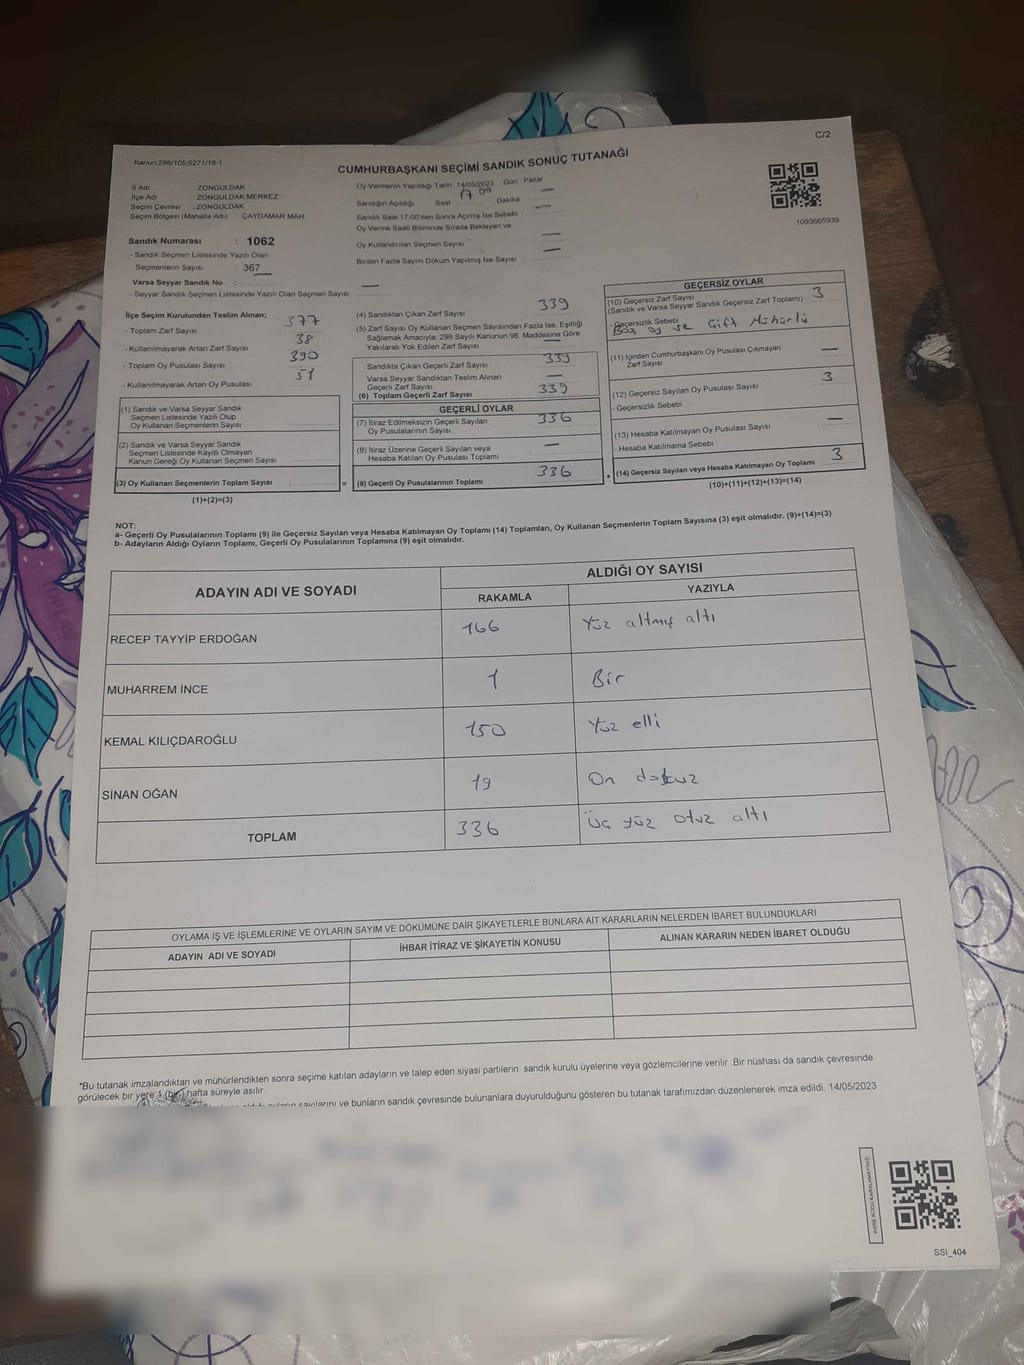 C/2
Kanun:298/105,6271/18-1
CUMHURBAŞKANI SEÇİMİ SANDIK SONUÇ TUTANAĞI
1093665939
İl Adı : ZONGULDAK
İlçe Adı : ZONGULDAK MERKEZ
Seçim Çevresi : ZONGULDAK
Seçim Bölgesi (Mahalle Adı) ÇAYDAMAR MAH.
Sandık Numarası : 1062
- Sandık Seçmen Listesinde Yazılı Olan
Seçmenlerin Sayısı : 367
Varsa Seyyar Sandık No :
- Seyyar Sandık Seçmen Listesinde Yazılı Olan Seçmen Sayısı —
Oy Vermenin Yapıldığı Tarih 14/05/2023 Gün Pazar
Sandığın Açıldığı Saat Dakika —
Sandık Saat 17:00'den Sonra Açılmış İse Sebebi —
Oy Verme Saati Bitiminde Sırada Bekleyen ve
Oy Kullandırılan Seçmen Sayısı —
Birden Fazla Sayım Döküm Yapılmış İse Sayısı —
İlçe Seçim Kurulundan Teslim Alınan;
- Toplam Zarf Sayısı 377
- Kullanılmayarak Artan Zarf Sayısı 38
- Toplam Oy Pusulası Sayısı 390
- Kullanılmayarak Artan Oy Pusulası 51
(1) Sandık ve Varsa Seyyar Sandık
Seçmen Listesinde Yazılı Olup
Oy Kullanan Seçmenlerin Sayısı
(2) Sandık ve Varsa Seyyar Sandık
Seçmen Listesinde Kayıtlı Olmayan
Kanun Gereği Oy Kullanan Seçmen Sayısı
(3) Oy Kullanan Seçmenlerin Toplam Sayısı =
(1)+(2)=(3)
(4) Sandıktan Çıkan Zarf Sayısı 339
(5) Zarf Sayısı Oy Kullanan Seçmen Sayısından Fazla İse, Eşitliği
Sağlamak Amacıyla; 298 Sayılı Kanunun 98. Maddesine Göre
Yakılarak Yok Edilen Zarf Sayısı —
Sandıkta Çıkan Geçerli Zarf Sayısı 339
Varsa Seyyar Sandıktan Teslim Alınan
Geçerli Zarf Sayısı —
(6) Toplam Geçerli Zarf Sayısı 339
GEÇERLİ OYLAR
(7) İtiraz Edilmeksizin Geçerli Sayılan
Oy Pusulalarının Sayısı 336
(8) İtiraz Üzerine Geçerli Sayılan veya
Hesaba Katılan Oy Pusulası Toplamı —
(9) Geçerli Oy Pusulalarının Toplamı 336 +
GEÇERSİZ OYLAR
(10) Geçersiz Zarf Sayısı 3
(Sandık ve Varsa Seyyar Sandık Geçersiz Zarf Toplamı)
- Geçersizlik Sebebi
Çift Mühürlü
(11) İçinden Cumhurbaşkanı Oy Pusulası Çıkmayan
Zarf Sayısı —
(12) Geçersiz Sayılan Oy Pusulası Sayısı 3
- Geçersizlik Sebebi
(13) Hesaba Katılmayan Oy Pusulası Sayısı —
- Hesaba Katılmama Sebebi
(14) Geçersiz Sayılan veya Hesaba Katılmayan Oy Toplamı 3
(10)+(11)+(12)+(13)=(14)
NOT:
a- Geçerli Oy Pusulalarının Toplamı (9) ile Geçersiz Sayılan veya Hesaba Katılmayan Oy Toplamı (14) Toplamları, Oy Kullanan Seçmenlerin Toplam Sayısına (3) eşit olmalıdır. (9)+(14)=(3)
b- Adayların Aldığı Oyların Toplamı, Geçerli Oy Pusulalarının Toplamına (9) eşit olmalıdır.
ADAYIN ADI VE SOYADI
ALDIĞI OY SAYISI
RAKAMLA YAZIYLA
RECEP TAYYİP ERDOĞAN 166 Yüz altmış altı
MUHARREM İNCE 1 Bir
KEMAL KILIÇDAROĞLU 150 Yüz elli
SİNAN OĞAN 19 On dokuz
TOPLAM 336 Üç yüz otuz altı
OYLAMA İŞ VE İŞLEMLERİNE VE OYLARIN SAYIM VE DÖKÜMÜNE DAİR ŞİKAYETLERLE BUNLARA AİT KARARLARIN NELERDEN İBARET BULUNDUKLARI
ADAYIN ADI VE SOYADI İHBAR İTİRAZ VE ŞİKAYETİN KONUSU ALINAN KARARIN NEDEN İBARET OLDUĞU
*Bu tutanak imzalandıktan ve mühürlendikten sonra seçime katılan adayların ve talep eden siyasi partilerin sandık kurulu üyelerine veya gözlemcilerine verilir. Bir nüshası da sandık çevresinde
görülecek bir yere 1 (bir) hafta süreyle asılır.
oyların sayılarını ve bunların sandık çevresinde bulunanlara duyurulduğunu gösteren bu tutanak tarafımızdan düzenlenerek imza edildi. 14/05/2023
KARE KODU KARALAMAYINIZ!
SSİ_404